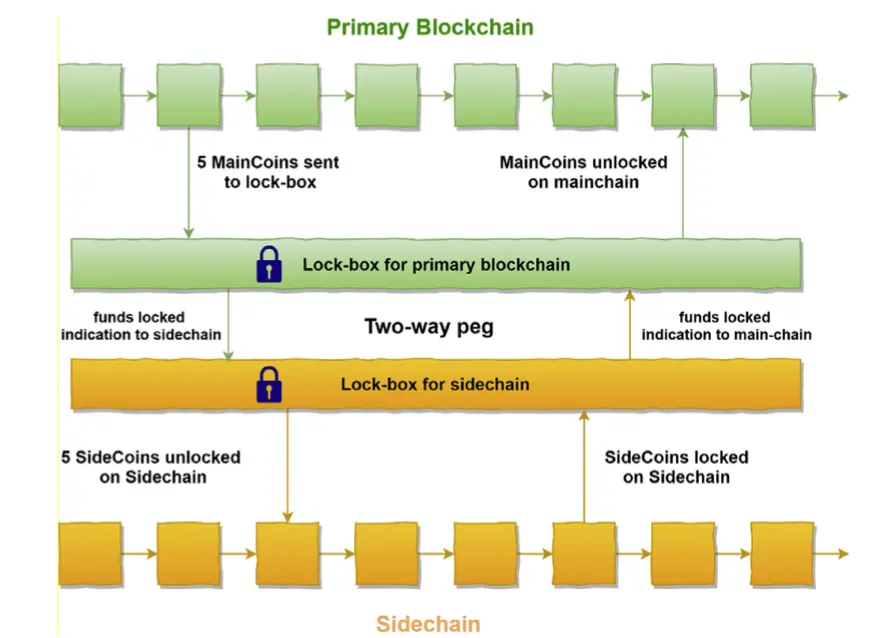 Primary Blockchain
5 MainCoins sent
to lock-box
MainCoins unlocked
on mainchain
Lock-box for primary blockchain
funds locked
indication to sidechain
Two-way peg
funds locked
indication to main-chain
Lock-box for sidechain
5 SideCoins unlocked
on Sidechain
SideCoins locked
on Sidechain
Sidechain